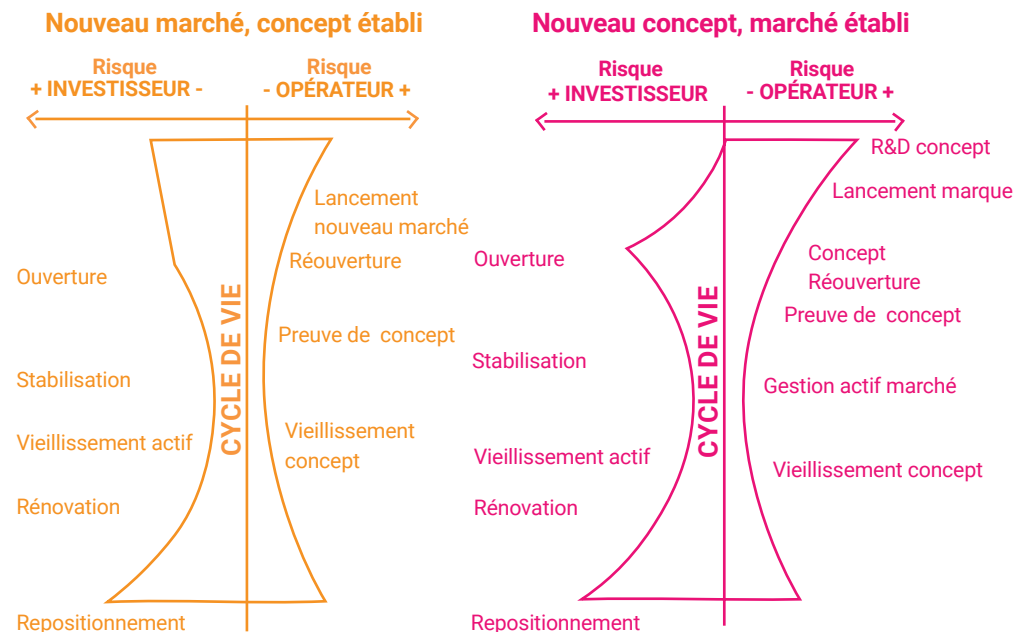 Nouveau marché, concept établi
Risque
+ INVESTISSEUR -
Risque
- OPÉRATEUR +
Lancement
nouveau marché
Réouverture
Ouverture
Preuve de  concept
Stabilisation
Vieillissement
concept
Vieillissement actif
Rénovation
Repositionnement
CYCLE DE VIE
Nouveau concept, marché établi
Risque
+ INVESTISSEUR
Risque
- OPÉRATEUR +
R&D concept
Lancement marque
Concept
Réouverture
Ouverture
Preuve de  concept
Stabilisation
Gestion actif marché
Vieillissement actif
Vieillissement concept
Rénovation
Repositionnement
CYCLE DE VIE